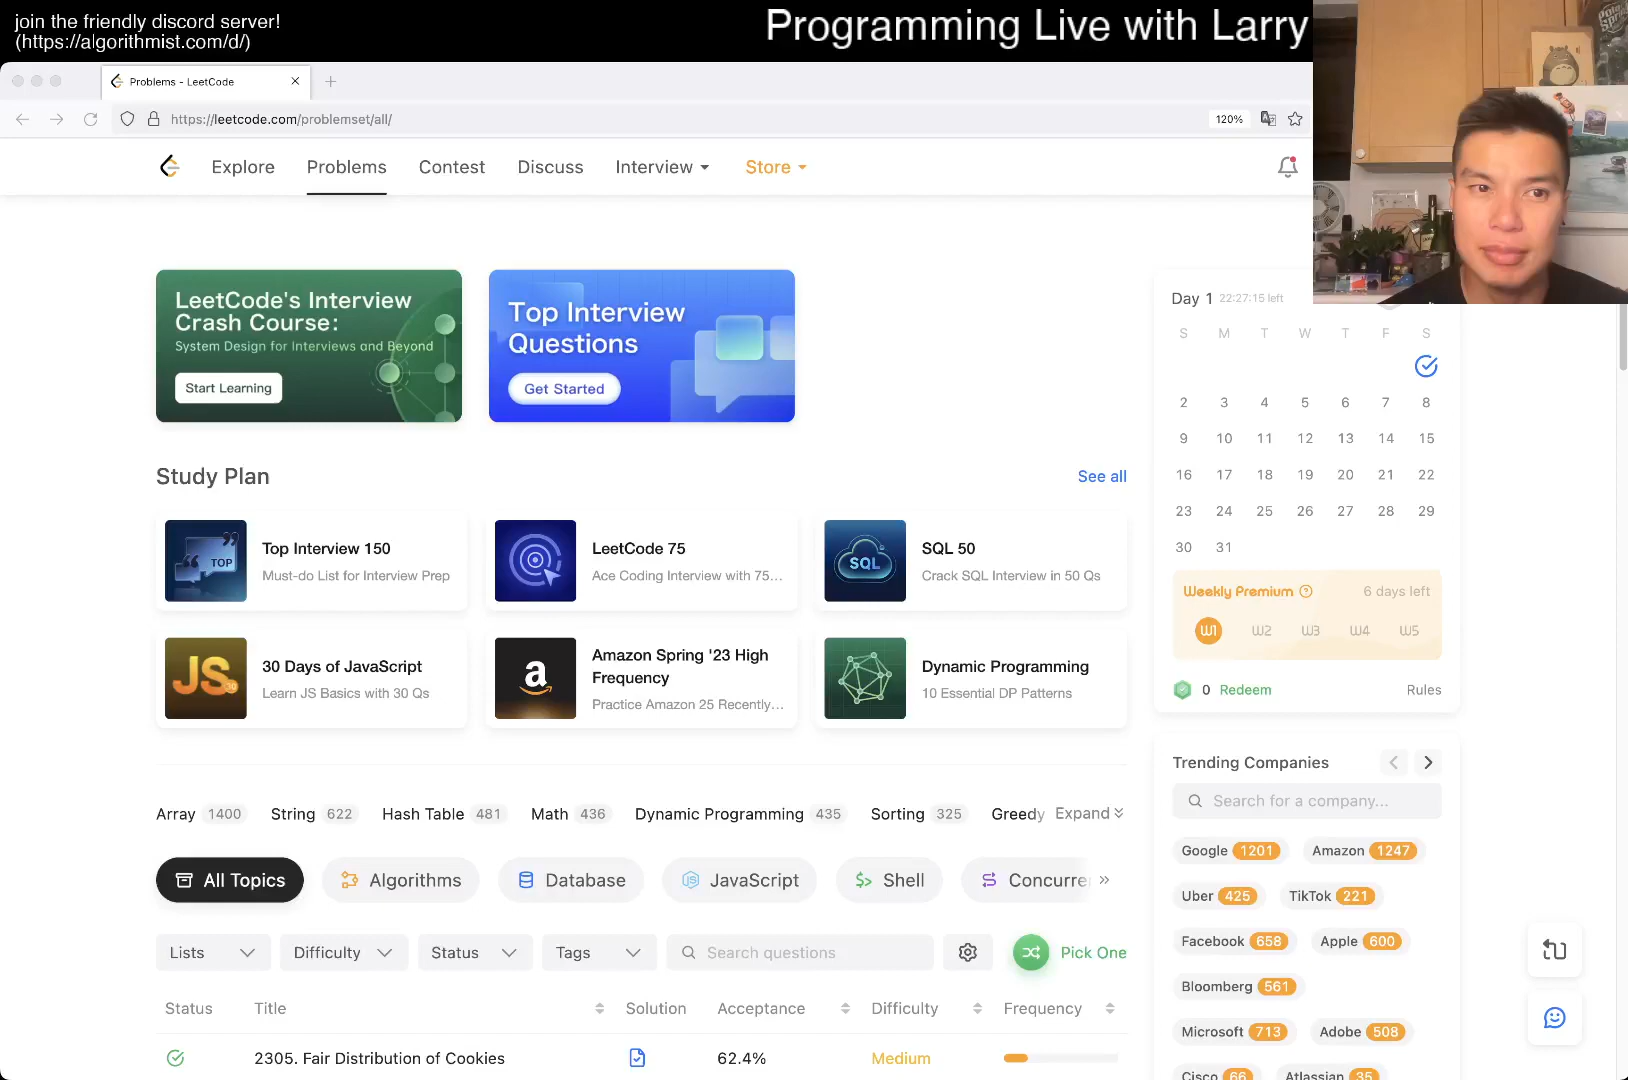 join the friendly discord server!
(https://algorithmist.com/d/)
Programming Live with Larry
Problems - LeetCode
https://leetcode.com/problemset/all/
120%
Explore Problems Contest Discuss Interview Store
LeetCode's Interview
Crash Course:
System Design for Interviews and Beyond
Start Learning
Top Interview
Questions
Get Started
Day 1 22:27:15 left
S M T W T F S
2 3 4 5 6 7 8
9 10 11 12 13 14 15
16 17 18 19 20 21 22
23 24 25 26 27 28 29
30 31
Weekly Premium 6 days left
W1 W2 W3 W4 W5
0 Redeem Rules
Study Plan See all
Top Interview 150
Must-do List for Interview Prep
LeetCode 75
Ace Coding Interview with 75...
SQL
SQL 50
Crack SQL Interview in 50 Qs
TOP
JS 30
30 Days of JavaScript
Learn JS Basics with 30 Qs
a
Amazon Spring '23 High
Frequency
Practice Amazon 25 Recently...
Dynamic Programming
10 Essential DP Patterns
Trending Companies
Search for a company...
Google 1201 Amazon 1247
Uber 425 TikTok 221
Facebook 658 Apple 600
Bloomberg 561
Microsoft 713 Adobe 508
Cisco 66 Atlassian 35
Array 1400 String 622 Hash Table 481 Math 436 Dynamic Programming 435 Sorting 325 Greedy Expand
All Topics Algorithms Database JavaScript Shell Concurre
Lists Difficulty Status Tags Search questions Pick One
Status Title Solution Acceptance Difficulty Frequency
2305. Fair Distribution of Cookies 62.4% Medium